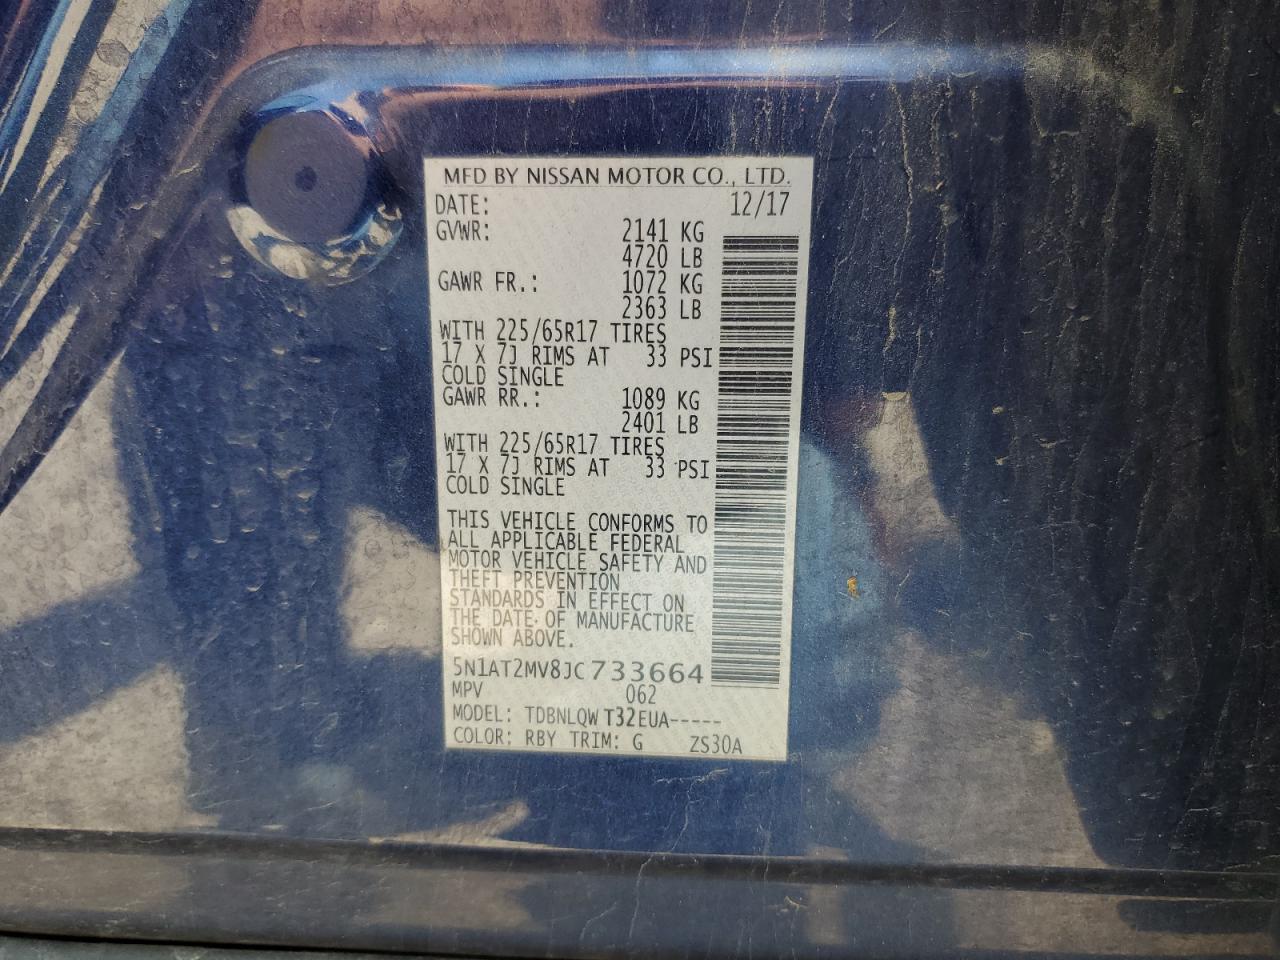 MFD BY NISSAN MOTOR CO., LTD.
DATE: 12/17
GVWR: 2141 KG
4720 LB
GAWR FR.: 1072 KG
2363 LB
WITH 225/65R17 TIRES
17 X 7J RIMS AT 33 PSI
COLD SINGLE
GAWR RR.: 1089 KG
2401 LB
WITH 225/65R17 TIRES
17 X 7J RIMS AT 33 PSI
COLD SINGLE
THIS VEHICLE CONFORMS TO
ALL APPLICABLE FEDERAL
MOTOR VEHICLE SAFETY AND
THEFT PREVENTION
STANDARDS IN EFFECT ON
THE DATE OF MANUFACTURE
SHOWN ABOVE.
5N1AT2MV8JC733664
MPV 062
MODEL: TDBNLQWT32EUA-----
COLOR: RBY TRIM: G ZS30A